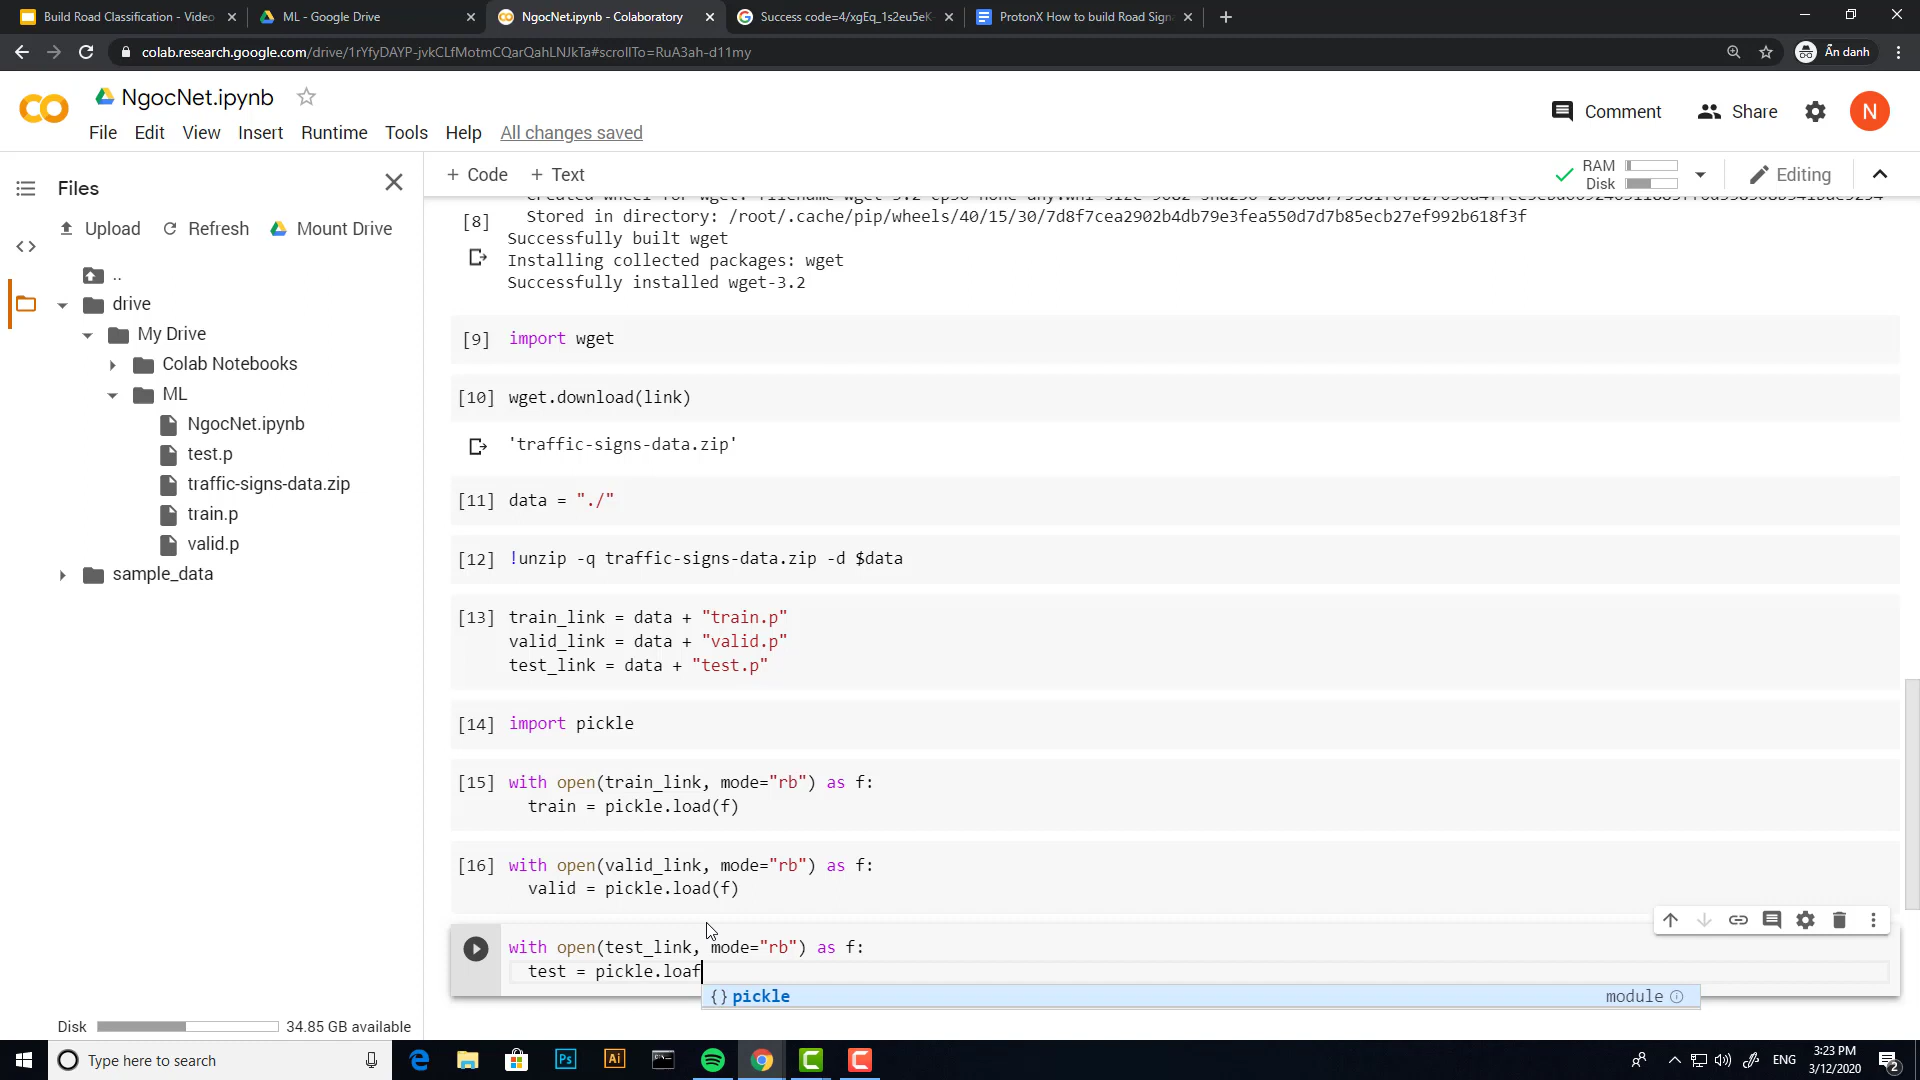 Build Road Classification - Video
ML - Google Drive
NgocNet.ipynb - Colaboratory
Success code=4/xgEq_1s2eu5eK
ProtonX How to build Road Sign
colab.research.google.com/drive/1rYfyDAYP-jvkCLfMotmCQarQahLNJkTa#scrollTo=RuA3ah-d11my
Ẩn danh
NgocNet.ipynb
File Edit View Insert Runtime Tools Help All changes saved
Comment
Share
N
Files
+ Code + Text
RAM
Disk
Editing
Upload Refresh Mount Drive
..
drive
My Drive
Colab Notebooks
ML
NgocNet.ipynb
test.p
traffic-signs-data.zip
train.p
valid.p
sample_data
Disk 34.85 GB available
[8]
Stored in directory: /root/.cache/pip/wheels/40/15/30/7d8f7cea2902b4db79e3fea550d7d7b85ecb27ef992b618f3f
Successfully built wget
Installing collected packages: wget
Successfully installed wget-3.2
[9] import wget
[10] wget.download(link)
'traffic-signs-data.zip'
[11] data = "./"
[12] !unzip -q traffic-signs-data.zip -d $data
[13] train_link = data + "train.p"
valid_link = data + "valid.p"
test_link = data + "test.p"
[14] import pickle
[15] with open(train_link, mode="rb") as f:
train = pickle.load(f)
[16] with open(valid_link, mode="rb") as f:
valid = pickle.load(f)
with open(test_link, mode="rb") as f:
test = pickle.loaf
{} pickle module
Type here to search
ENG
3:23 PM
3/12/2020
2